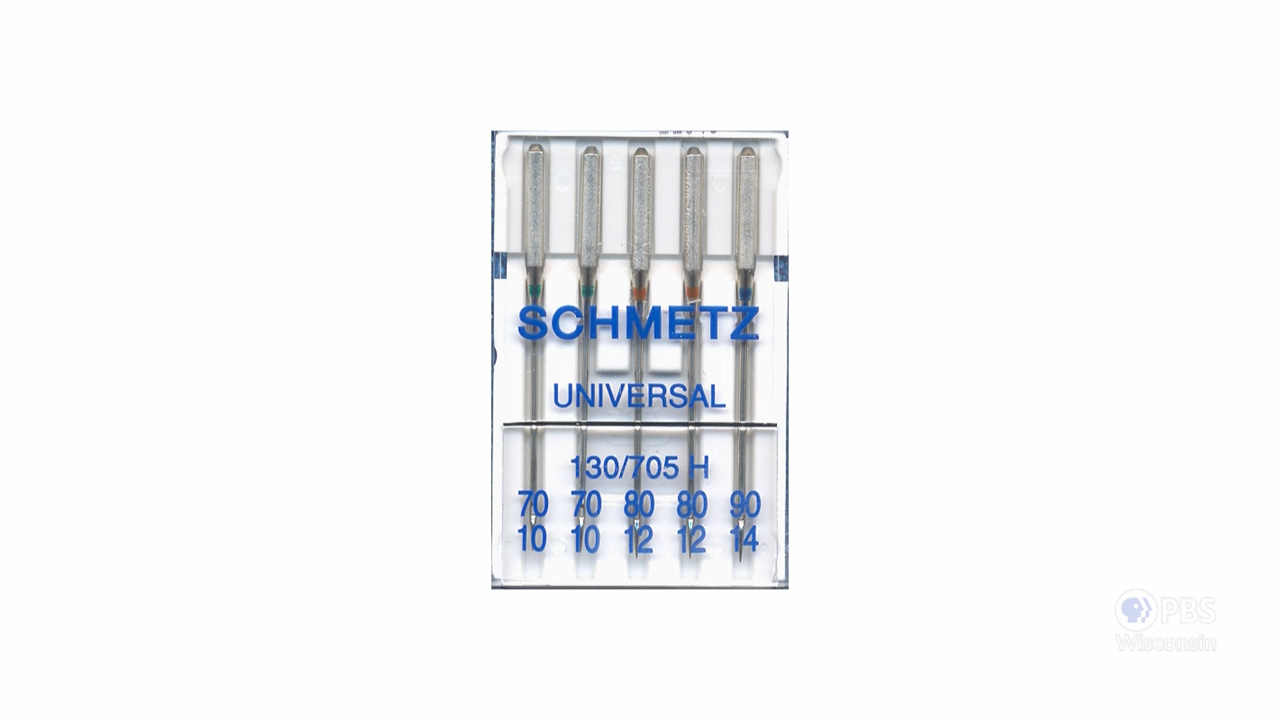 SCHMETZ
UNIVERSAL
130/705 H
70 70 80 80 90
10 10 12 12 14
PBS
Wisconsin